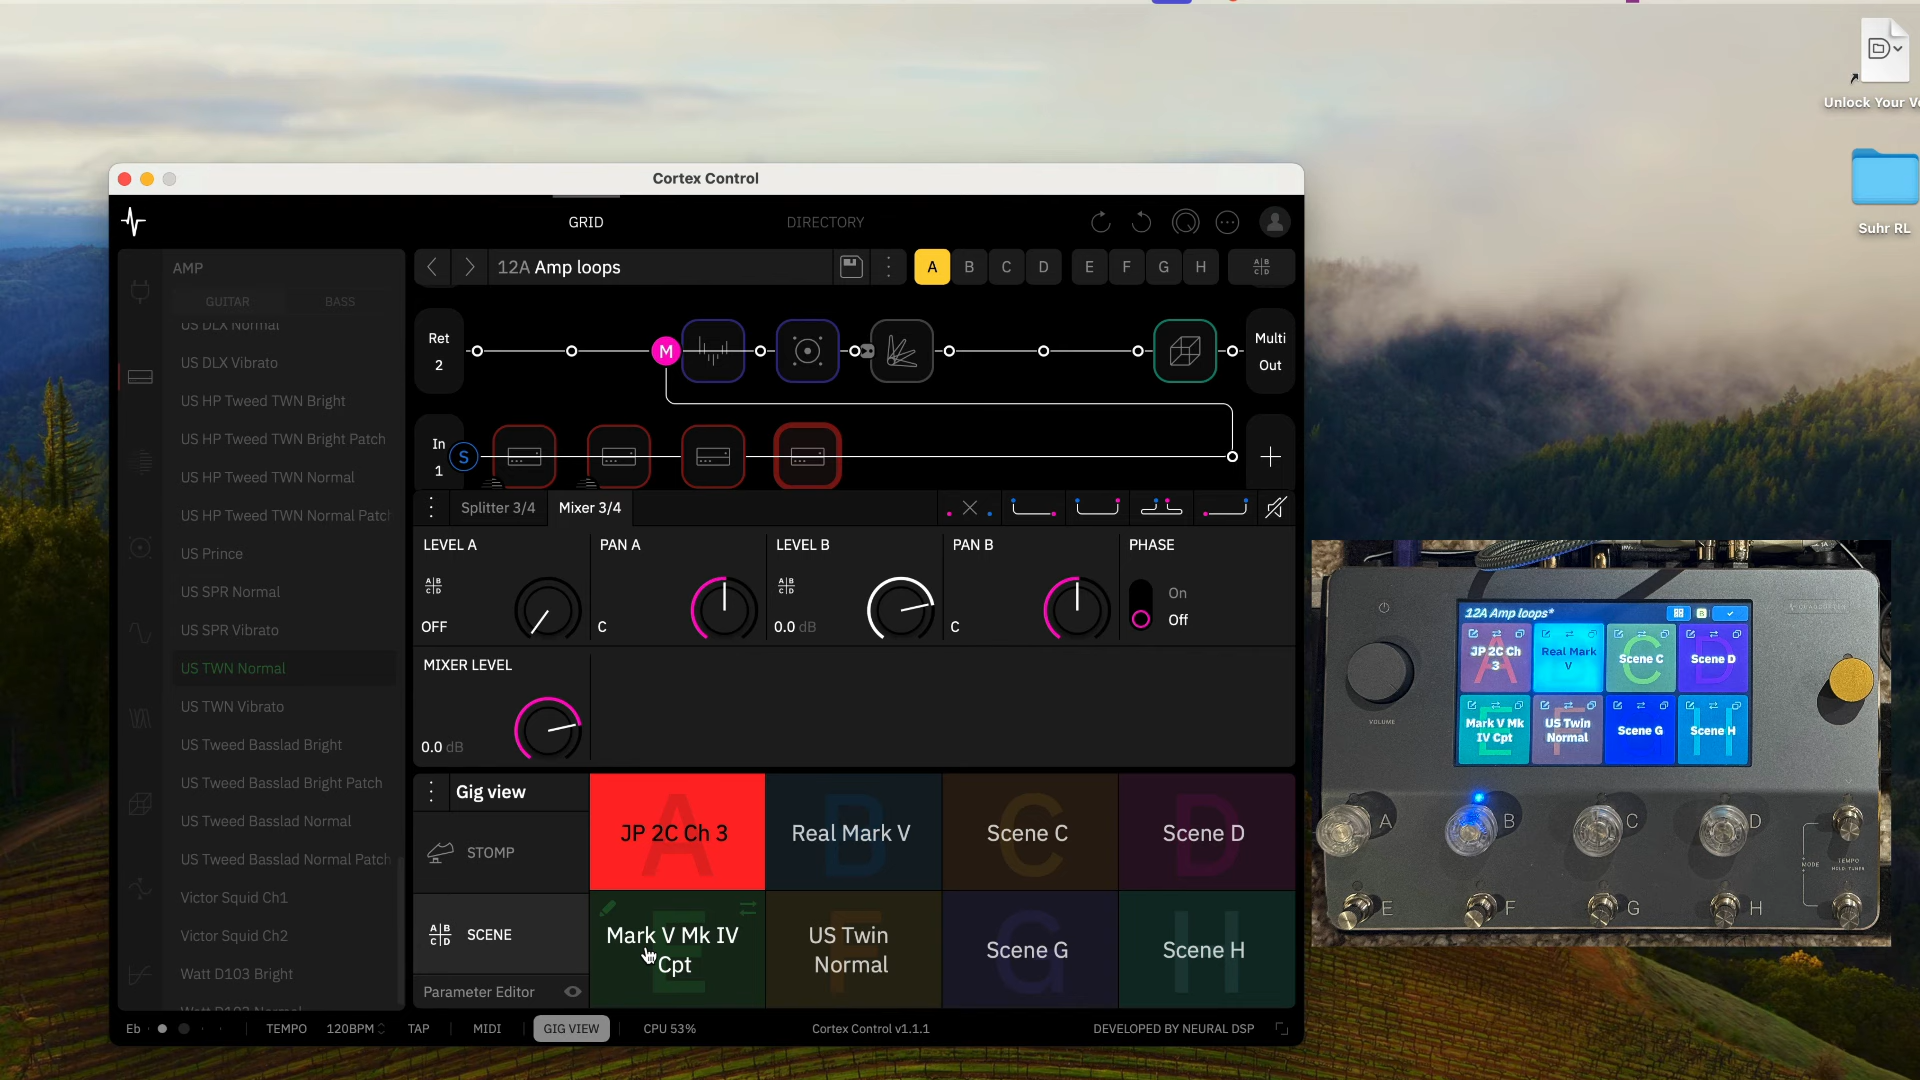 Unlock Your Vo
Suhr RL
Cortex Control
GRID
DIRECTORY
AMP
GUITAR
BASS
US DLX Normal
US DLX Vibrato
US HP Tweed TWN Bright
US HP Tweed TWN Bright Patch
US HP Tweed TWN Normal
US HP Tweed TWN Normal Patch
US Prince
US SPR Normal
US SPR Vibrato
US TWN Normal
US TWN Vibrato
US Tweed Basslad Bright
US Tweed Basslad Bright Patch
US Tweed Basslad Normal
US Tweed Basslad Normal Patch
Victor Squid Ch1
Victor Squid Ch2
Watt D103 Bright
Watt D103 Normal
12A Amp loops
A B C D E F G H
A B
C D
Ret
2
M
Multi
Out
In
1
S
Splitter 3/4
Mixer 3/4
LEVEL A
A B
C D
OFF
PAN A
C
LEVEL B
A B
C D
0.0 dB
PAN B
C
PHASE
On
Off
MIXER LEVEL
0.0 dB
Gig view
STOMP
A B
C D
SCENE
Parameter Editor
A
JP 2C Ch 3
B
Real Mark V
C
Scene C
D
Scene D
E
Mark V Mk IV
Cpt
F
US Twin
Normal
G
Scene G
H
Scene H
Eb
TEMPO
120BPM
TAP
MIDI
GIG VIEW
CPU 53%
Cortex Control v1.1.1
DEVELOPED BY NEURAL DSP
12A Amp loops*
B
A
JP 2C Ch
3
Real Mark
V
C
Scene C
D
Scene D
E
Mark V Mk
IV Cpt
F
US Twin
Normal
G
Scene G
H
Scene H
VOLUME
A
B
C
D
E
F
G
H
MODE
TEMPO
HOLD: TUNER